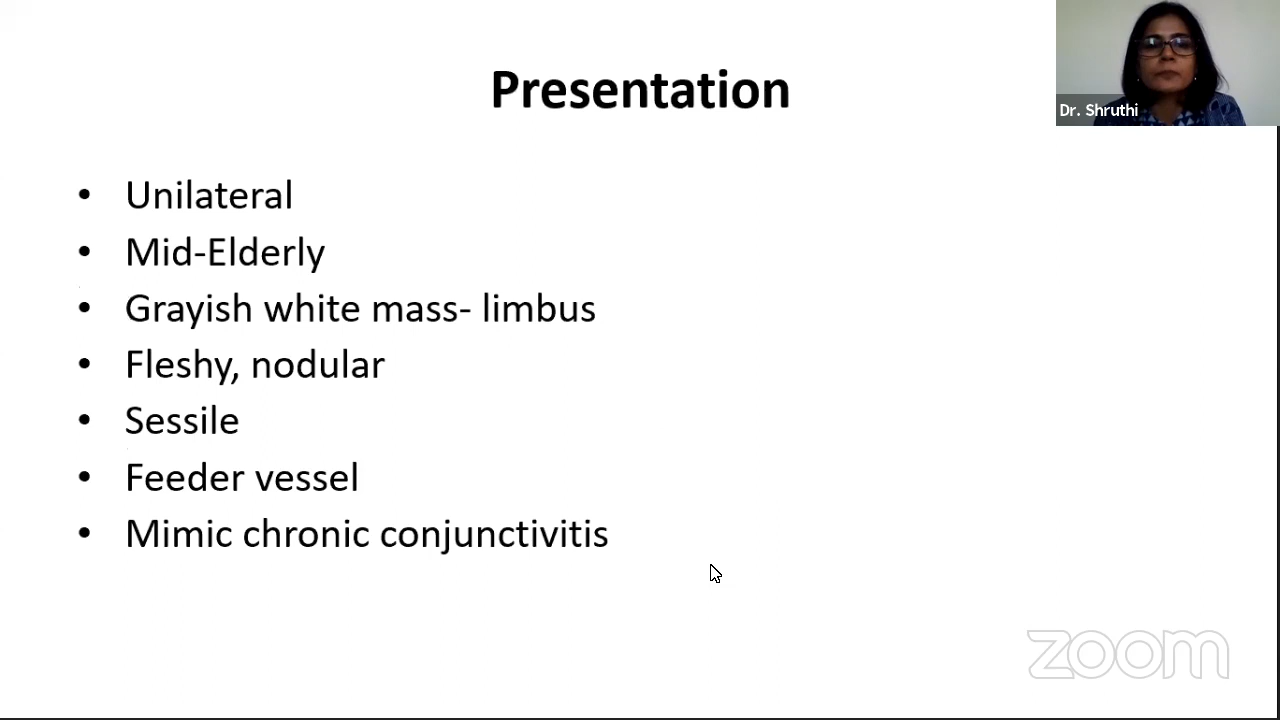 Presentation
Dr. Shruthi
• Unilateral
• Mid-Elderly
• Grayish white mass- limbus
• Fleshy, nodular
• Sessile
• Feeder vessel
• Mimic chronic conjunctivitis
zoom